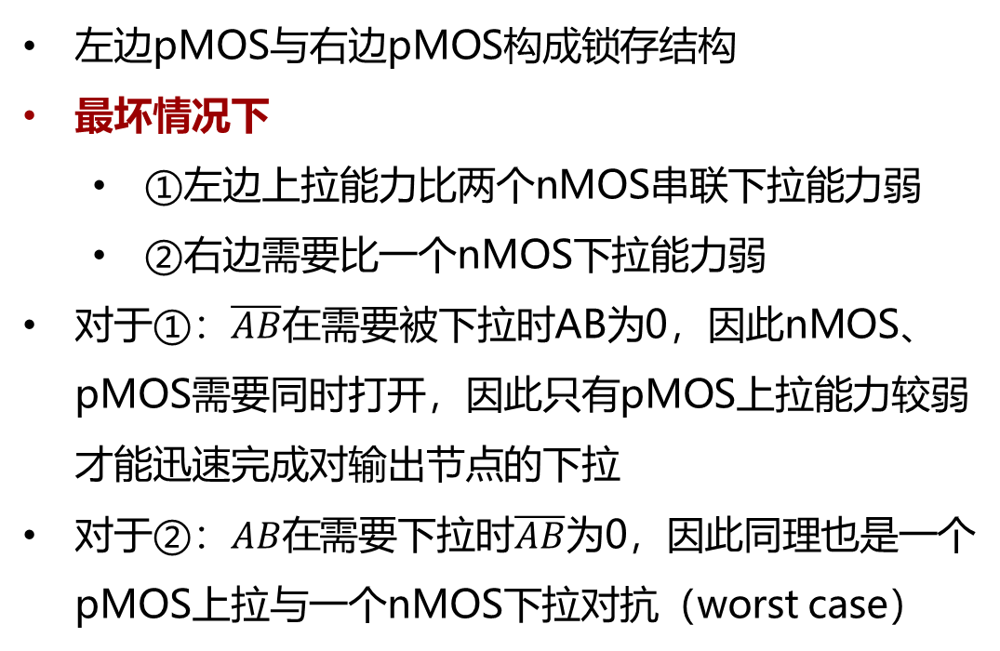 • 左边pMOS与右边pMOS构成锁存结构
• 最坏情况下
• ①左边上拉能力比两个nMOS串联下拉能力弱
• ②右边需要比一个nMOS下拉能力弱
• 对于①：$\overline{AB}$在需要被下拉时AB为0，因此nMOS、
pMOS需要同时打开，因此只有pMOS上拉能力较弱
才能迅速完成对输出节点的下拉
• 对于②：AB在需要下拉时$\overline{AB}$为0，因此同理也是一个
pMOS上拉与一个nMOS下拉对抗（worst case）